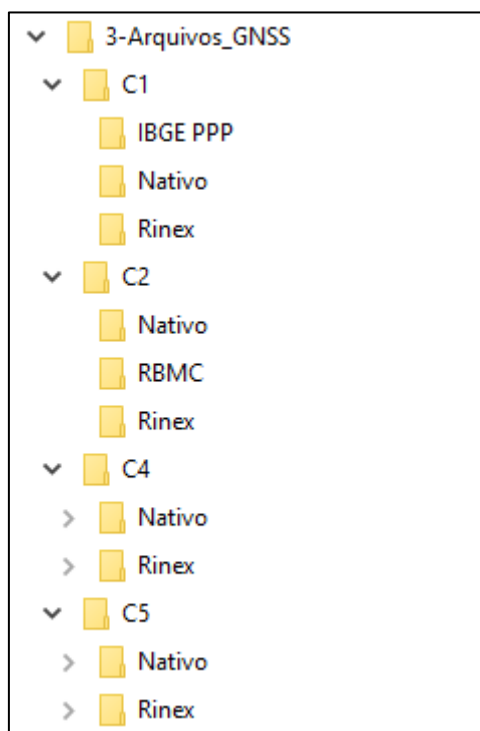 3-Arquivos_GNSS
C1
IBGE PPP
Nativo
Rinex
C2
Nativo
RBMC
Rinex
C4
Nativo
Rinex
C5
Nativo
Rinex